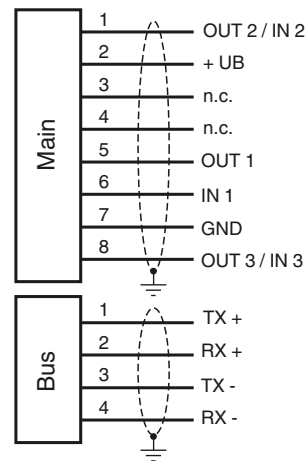 Main
1 OUT 2 / IN 2
2 + UB
3 n.c.
4 n.c.
5 OUT 1
6 IN 1
7 GND
8 OUT 3 / IN 3
Bus
1 TX +
2 RX +
3 TX -
4 RX -